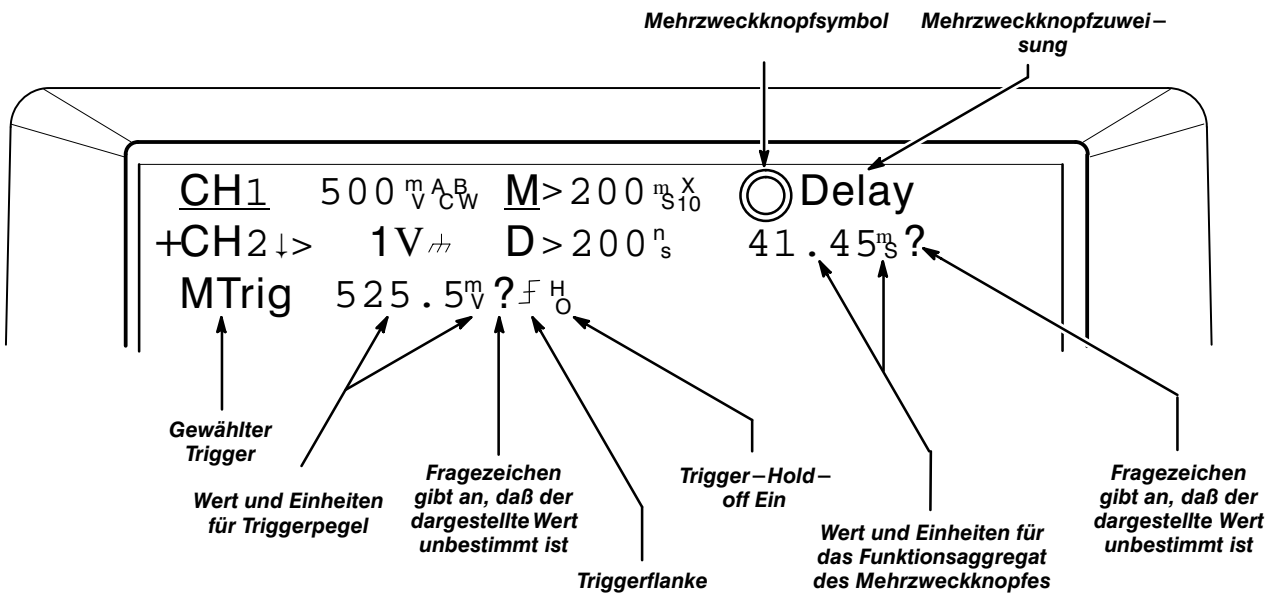 Mehrzweckknopfsymbol
Mehrzweckknopfzuwei–
sung
CH1 500 mV AC BW M>200 mS X10 Delay
+CH2↓> 1V D>200 ns 41.45mS?
MTrig 525.5mV? HO
Gewählter
Trigger
Wert und Einheiten
für Triggerpegel
Fragezeichen
gibt an, daß der
dargestellte Wert
unbestimmt ist
Triggerflanke
Trigger–Hold–
off Ein
Wert und Einheiten für
das Funktionsaggregat
des Mehrzweckknopfes
Fragezeichen
gibt an, daß der
dargestellte Wert
unbestimmt ist